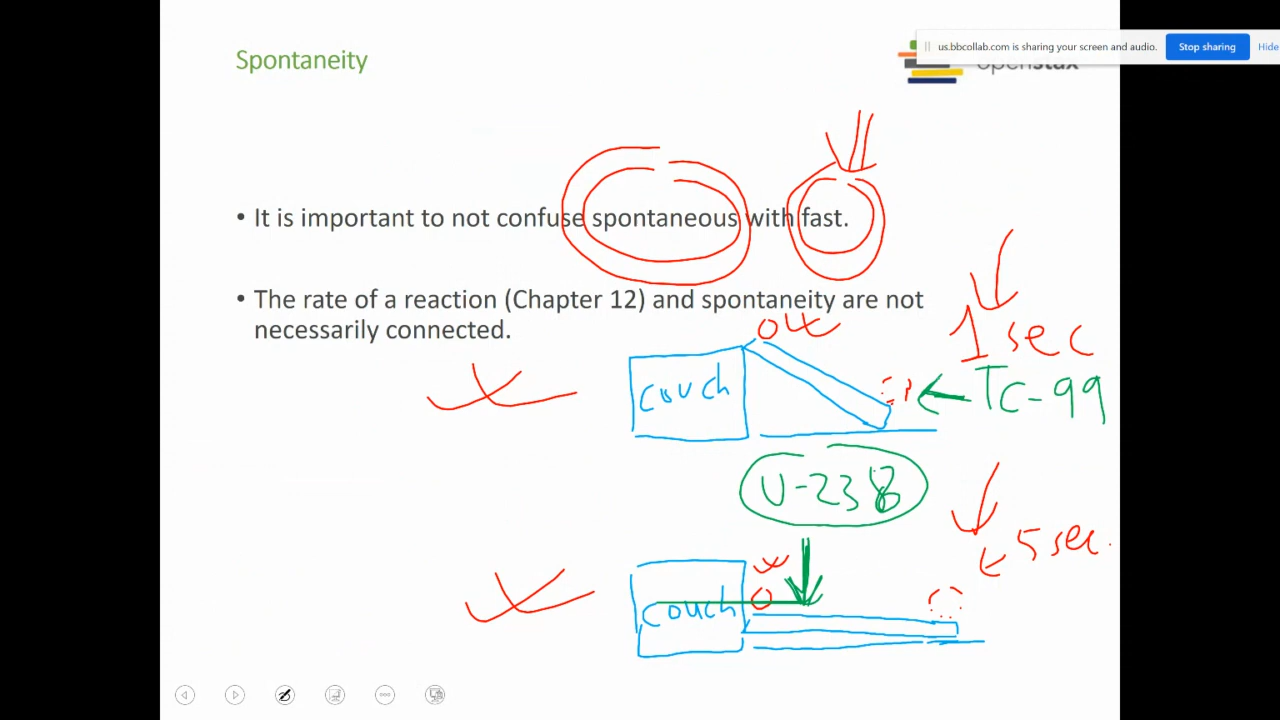 Spontaneity
us.bbcollab.com is sharing your screen and audio.
Stop sharing
Hide
openstax
• It is important to not confuse spontaneous with fast.
• The rate of a reaction (Chapter 12) and spontaneity are not
necessarily connected.
1 sec
couch
Tc-99
U-238
5 sec.
couch